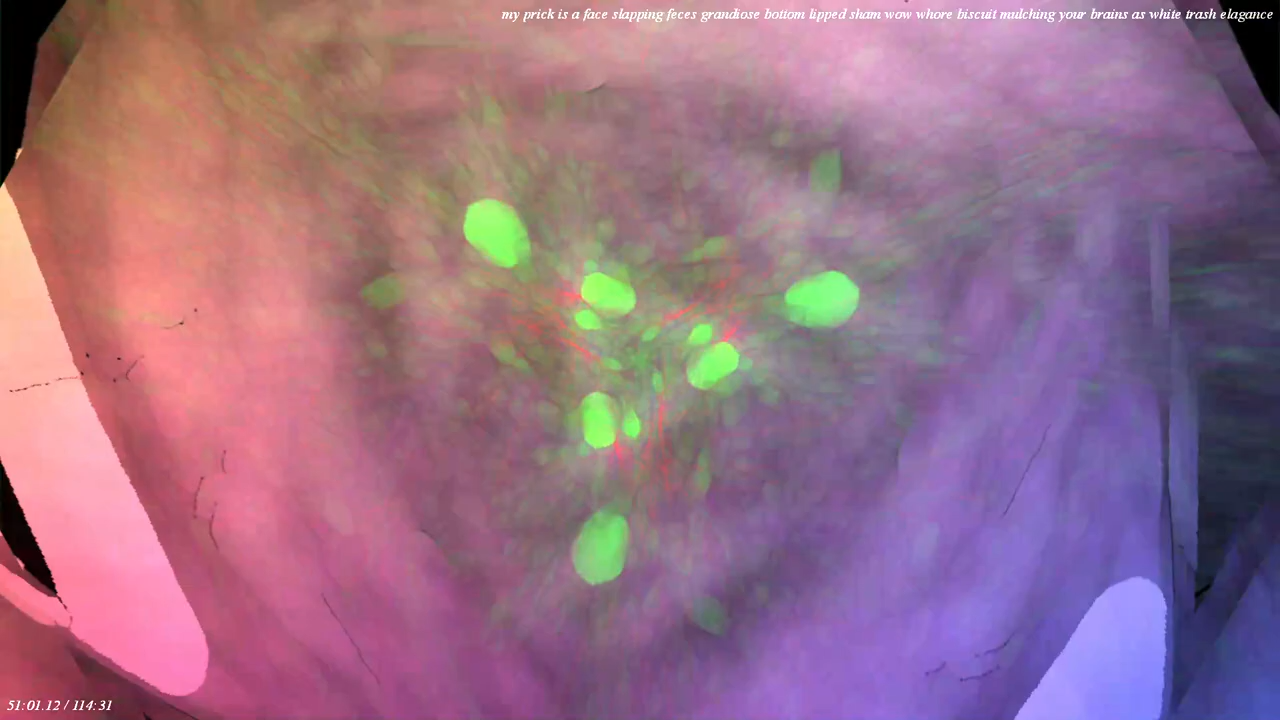 my prick is a face slapping feces grandiose bottom lipped sham wow whore biscuit mulching your brains as white trash elagance
51:01.12 / 114:31